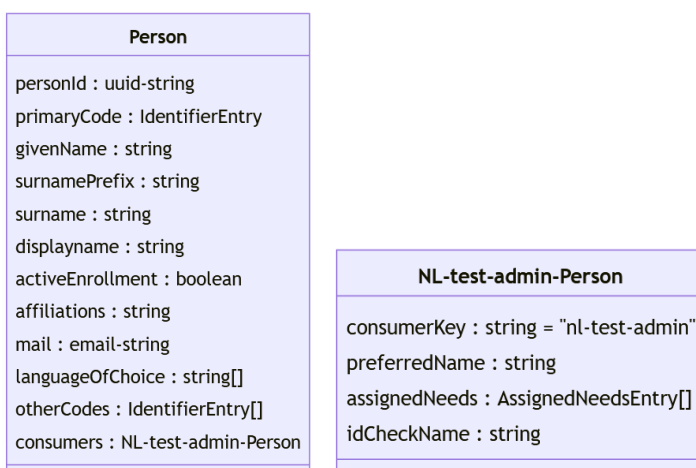 Person
personId : uuid-string
primaryCode : IdentifierEntry
givenName : string
surnamePrefix : string
surname : string
displayname : string
activeEnrollment : boolean
affiliations : string
mail : email-string
languageOfChoice : string[]
otherCodes : IdentifierEntry[]
consumers : NL-test-admin-Person
NL-test-admin-Person
consumerKey : string = "nl-test-admin"
preferredName : string
assignedNeeds : AssignedNeedsEntry[]
idCheckName : string